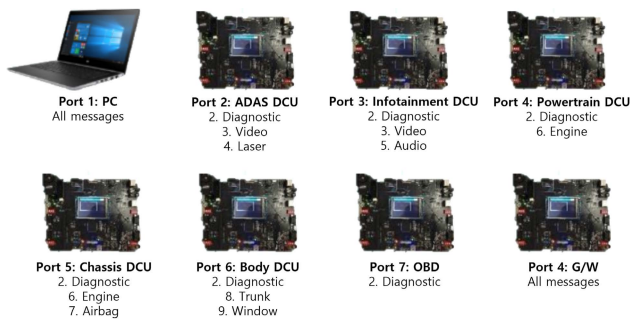 Port 1: PC
All messages
Port 2: ADAS DCU
2. Diagnostic
3. Video
4. Laser
Port 3: Infotainment DCU
2. Diagnostic
3. Video
5. Audio
Port 4: Powertrain DCU
2. Diagnostic
6. Engine
Port 5: Chassis DCU
2. Diagnostic
6. Engine
7. Airbag
Port 6: Body DCU
2. Diagnostic
8. Trunk
9. Window
Port 7: OBD
2. Diagnostic
Port 4: G/W
All messages